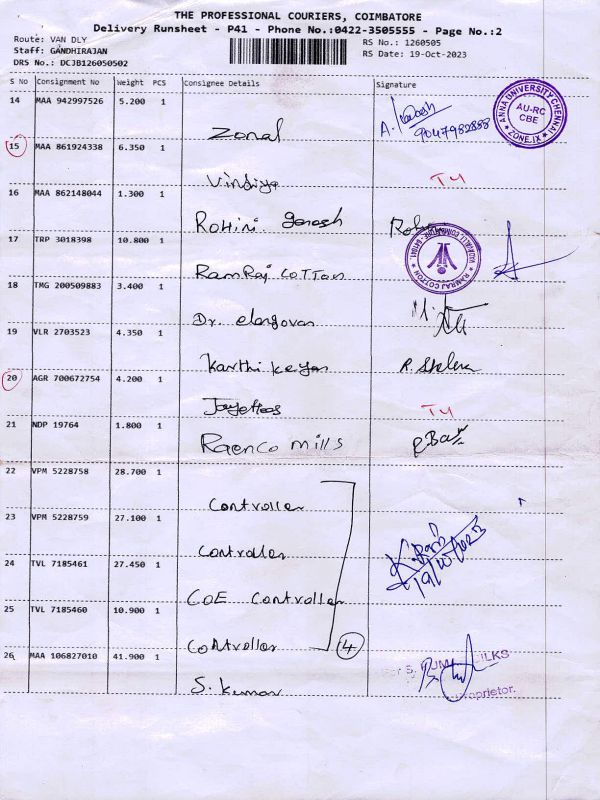 THE PROFESSIONAL COURIERS, COIMBATORE
Delivery Runsheet - P41 - Phone No.:0422-3505555 - Page No.:2
Route: VAN DLY
RS No.: 1260505
Staff: GANDHIRAJAN
RS Date: 19-Oct-2023
DRS No.: DCJB126050502
S No Consignment No Weight PCS Consignee Details Signature
14 MAA 942997526 5.200 1
Zonal
A. 9047982888
ANNA UNIVERSITY CHENNAI
AU-RC
CBE
ZONE.IX
15 MAA 861924338 6.350 1
Vindiya
16 MAA 862148044 1.300 1
Rohini ganesh
17 TRP 3018398 10.800 1
Ramraj Cotton
RAMRAJ COTTON
18 TMG 200509883 3.400 1
Dr. elangovan
19 VLR 2703523 4.350 1
Karthikeyan R.
20 AGR 700672754 4.200 1
21 NDP 19764 1.800 1
Raenco mills
22 VPM 5228758 28.700 1
Controller
23 VPM 5228759 27.100 1
Controller
19/10/2023
24 TVL 7185461 27.450 1
COE Controller
25 TVL 7185460 10.900 1
Controller
4
26 MAA 106827010 41.900 1
S. Kumar
Proprietor.